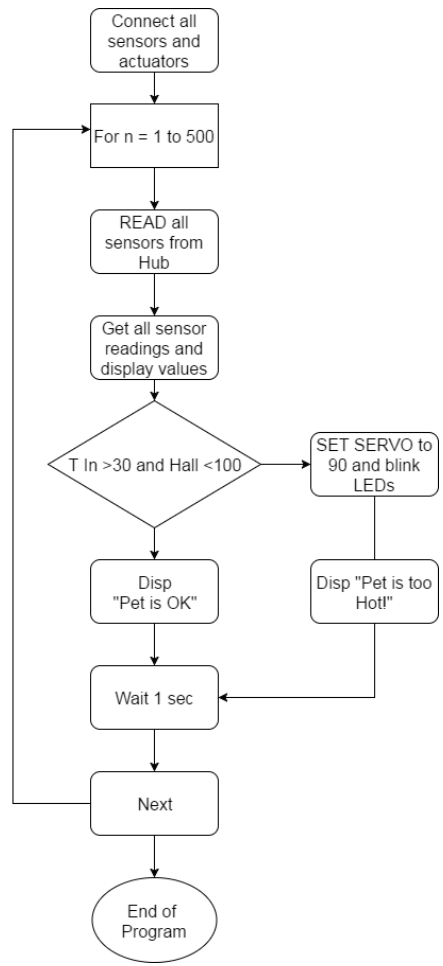 Connect all
sensors and
actuators
For n = 1 to 500
READ all
sensors from
Hub
Get all sensor
readings and
display values
T In >30 and Hall <100
SET SERVO to
90 and blink
LEDs
Disp
"Pet is OK"
Disp "Pet is too
Hot!"
Wait 1 sec
Next
End of
Program